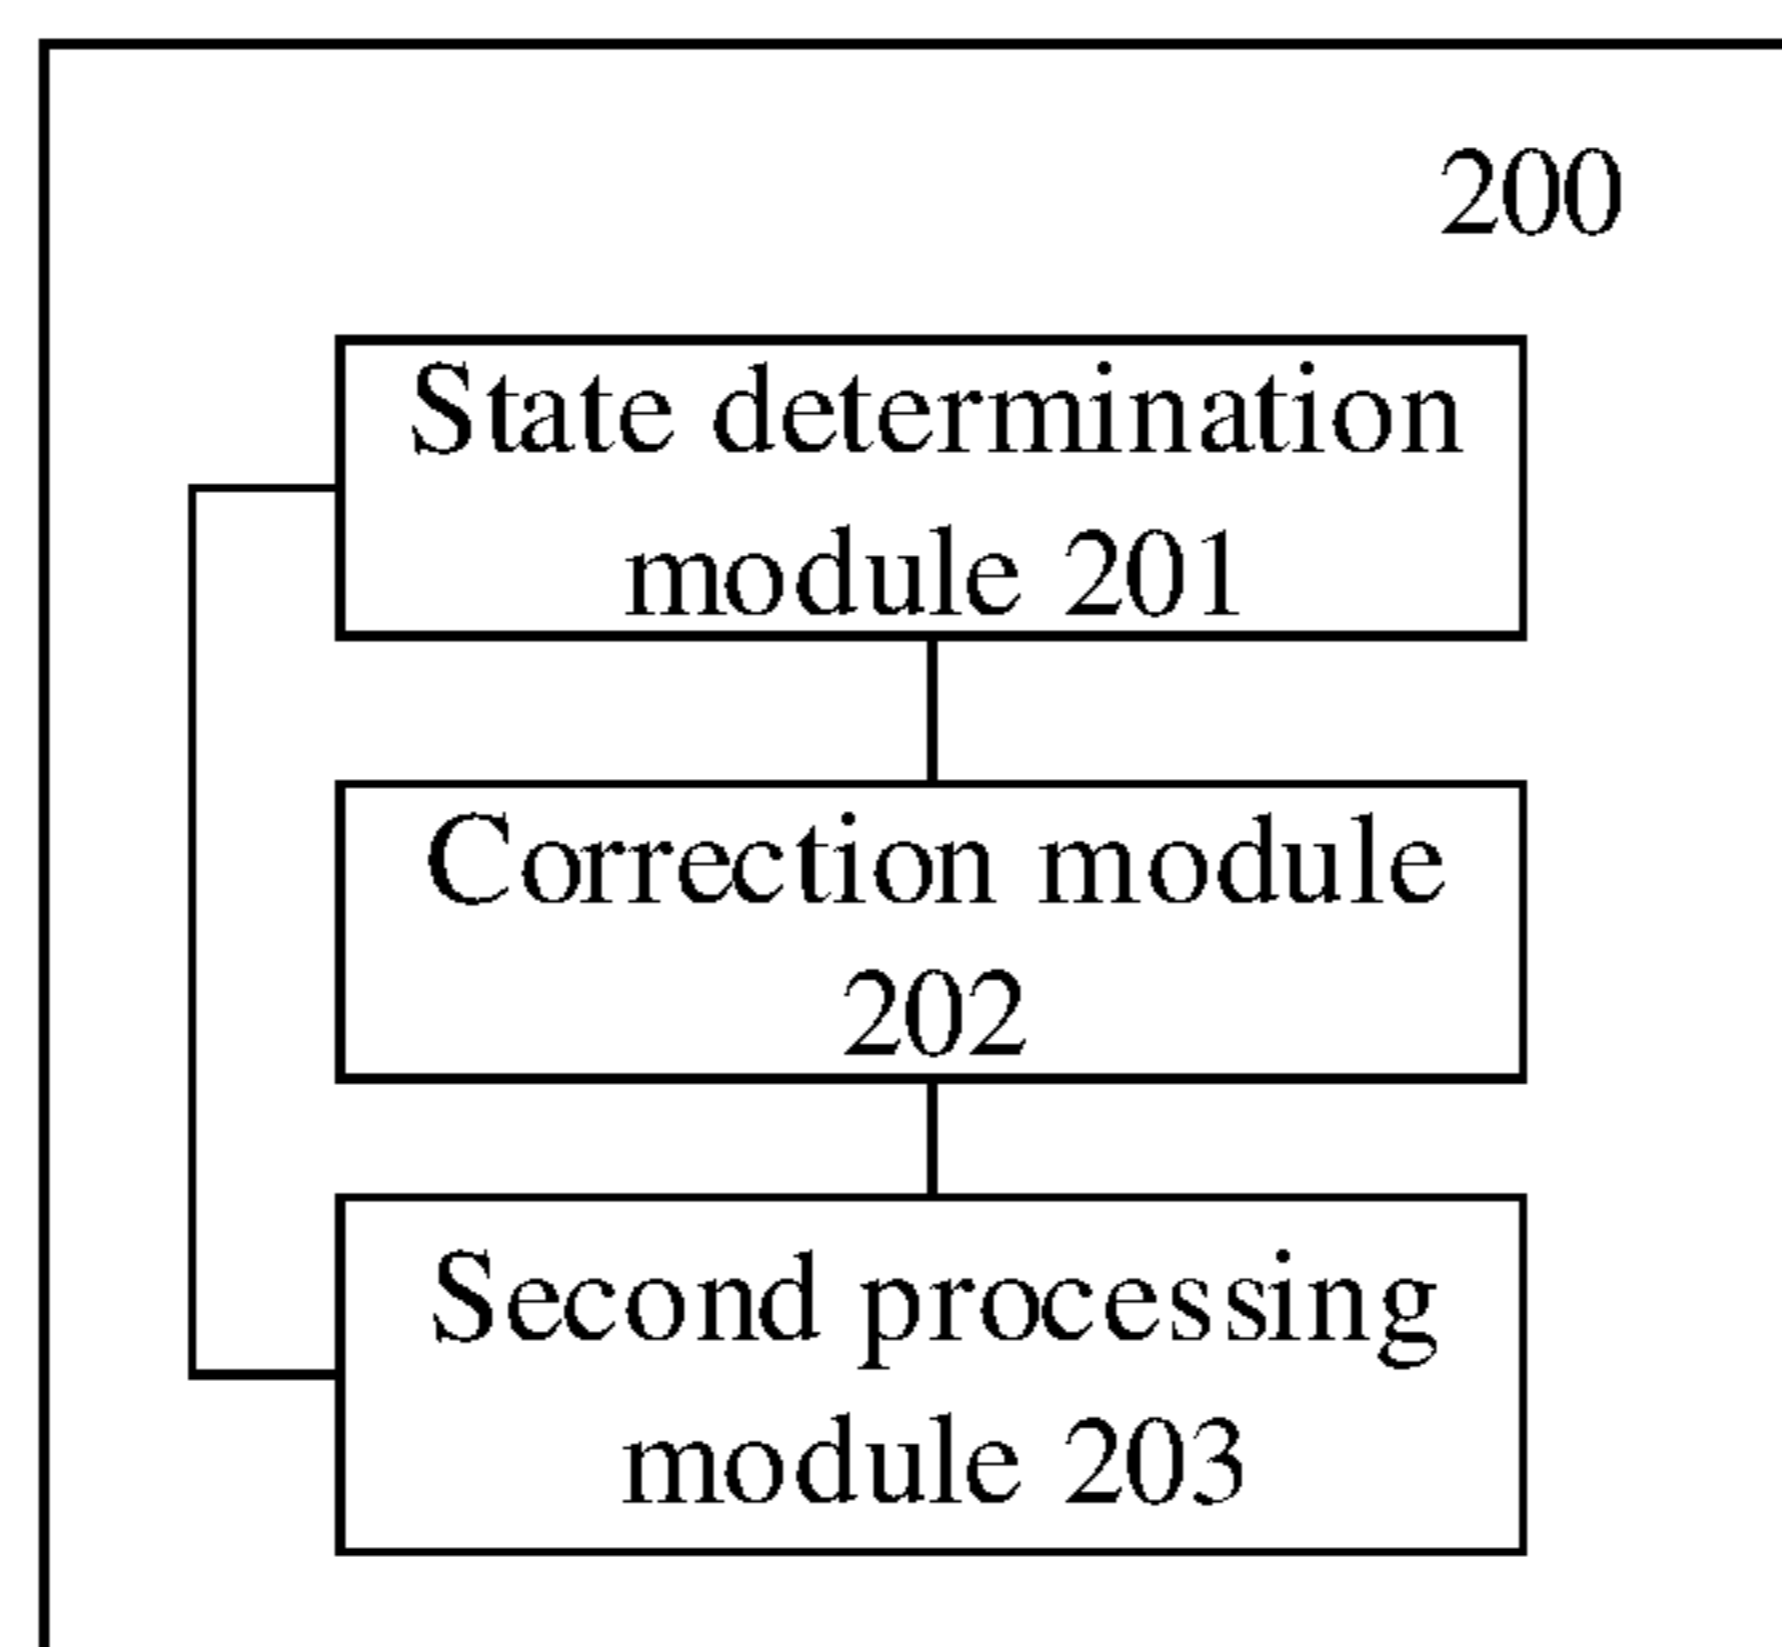 200
State determination
module 201
Correction module
202
Second processing
module 203